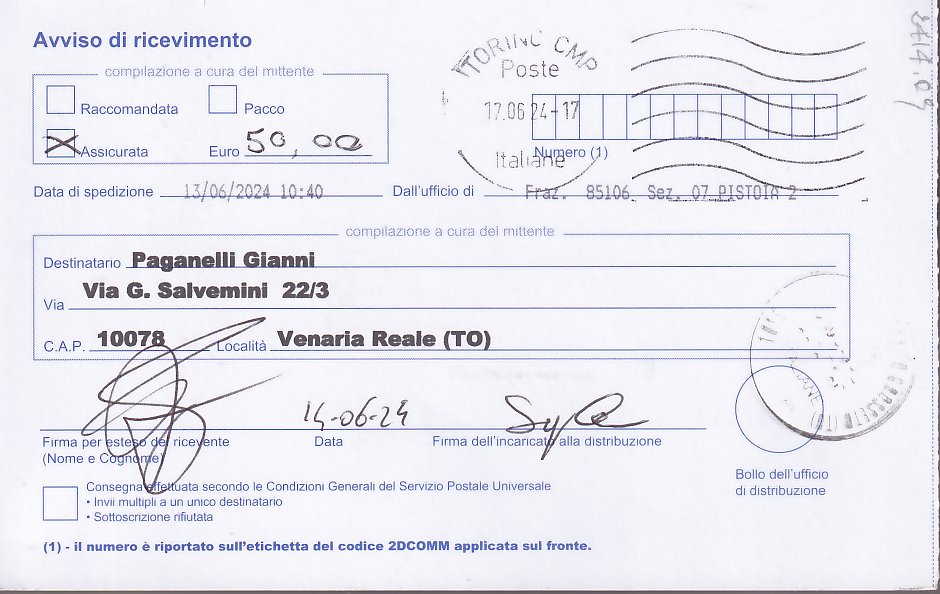 Avviso di ricevimento
compilazione a cura del mittente
Raccomandata Pacco
Assicurata Euro 50,00
TORINO CMP
Poste
17.06 24-17
Italiane
Numero (1)
Data di spedizione 13/06/2024 10:40 Dall'ufficio di Fraz. 85106 Sez. 07 PISTOIA 2
compilazione a cura del mittente
Destinatario Paganelli Gianni
Via Via G. Salvemini 22/3
C.A.P. 10078 Località Venaria Reale (TO)
14-06-24
Firma per esteso del ricevente Data Firma dell'incaricato alla distribuzione
(Nome e Cognome)
Bollo dell'ufficio
di distribuzione
Consegna effettuata secondo le Condizioni Generali del Servizio Postale Universale
• Invii multipli a un unico destinatario
• Sottoscrizione rifiutata
(1) - il numero è riportato sull'etichetta del codice 2DCOMM applicata sul fronte.